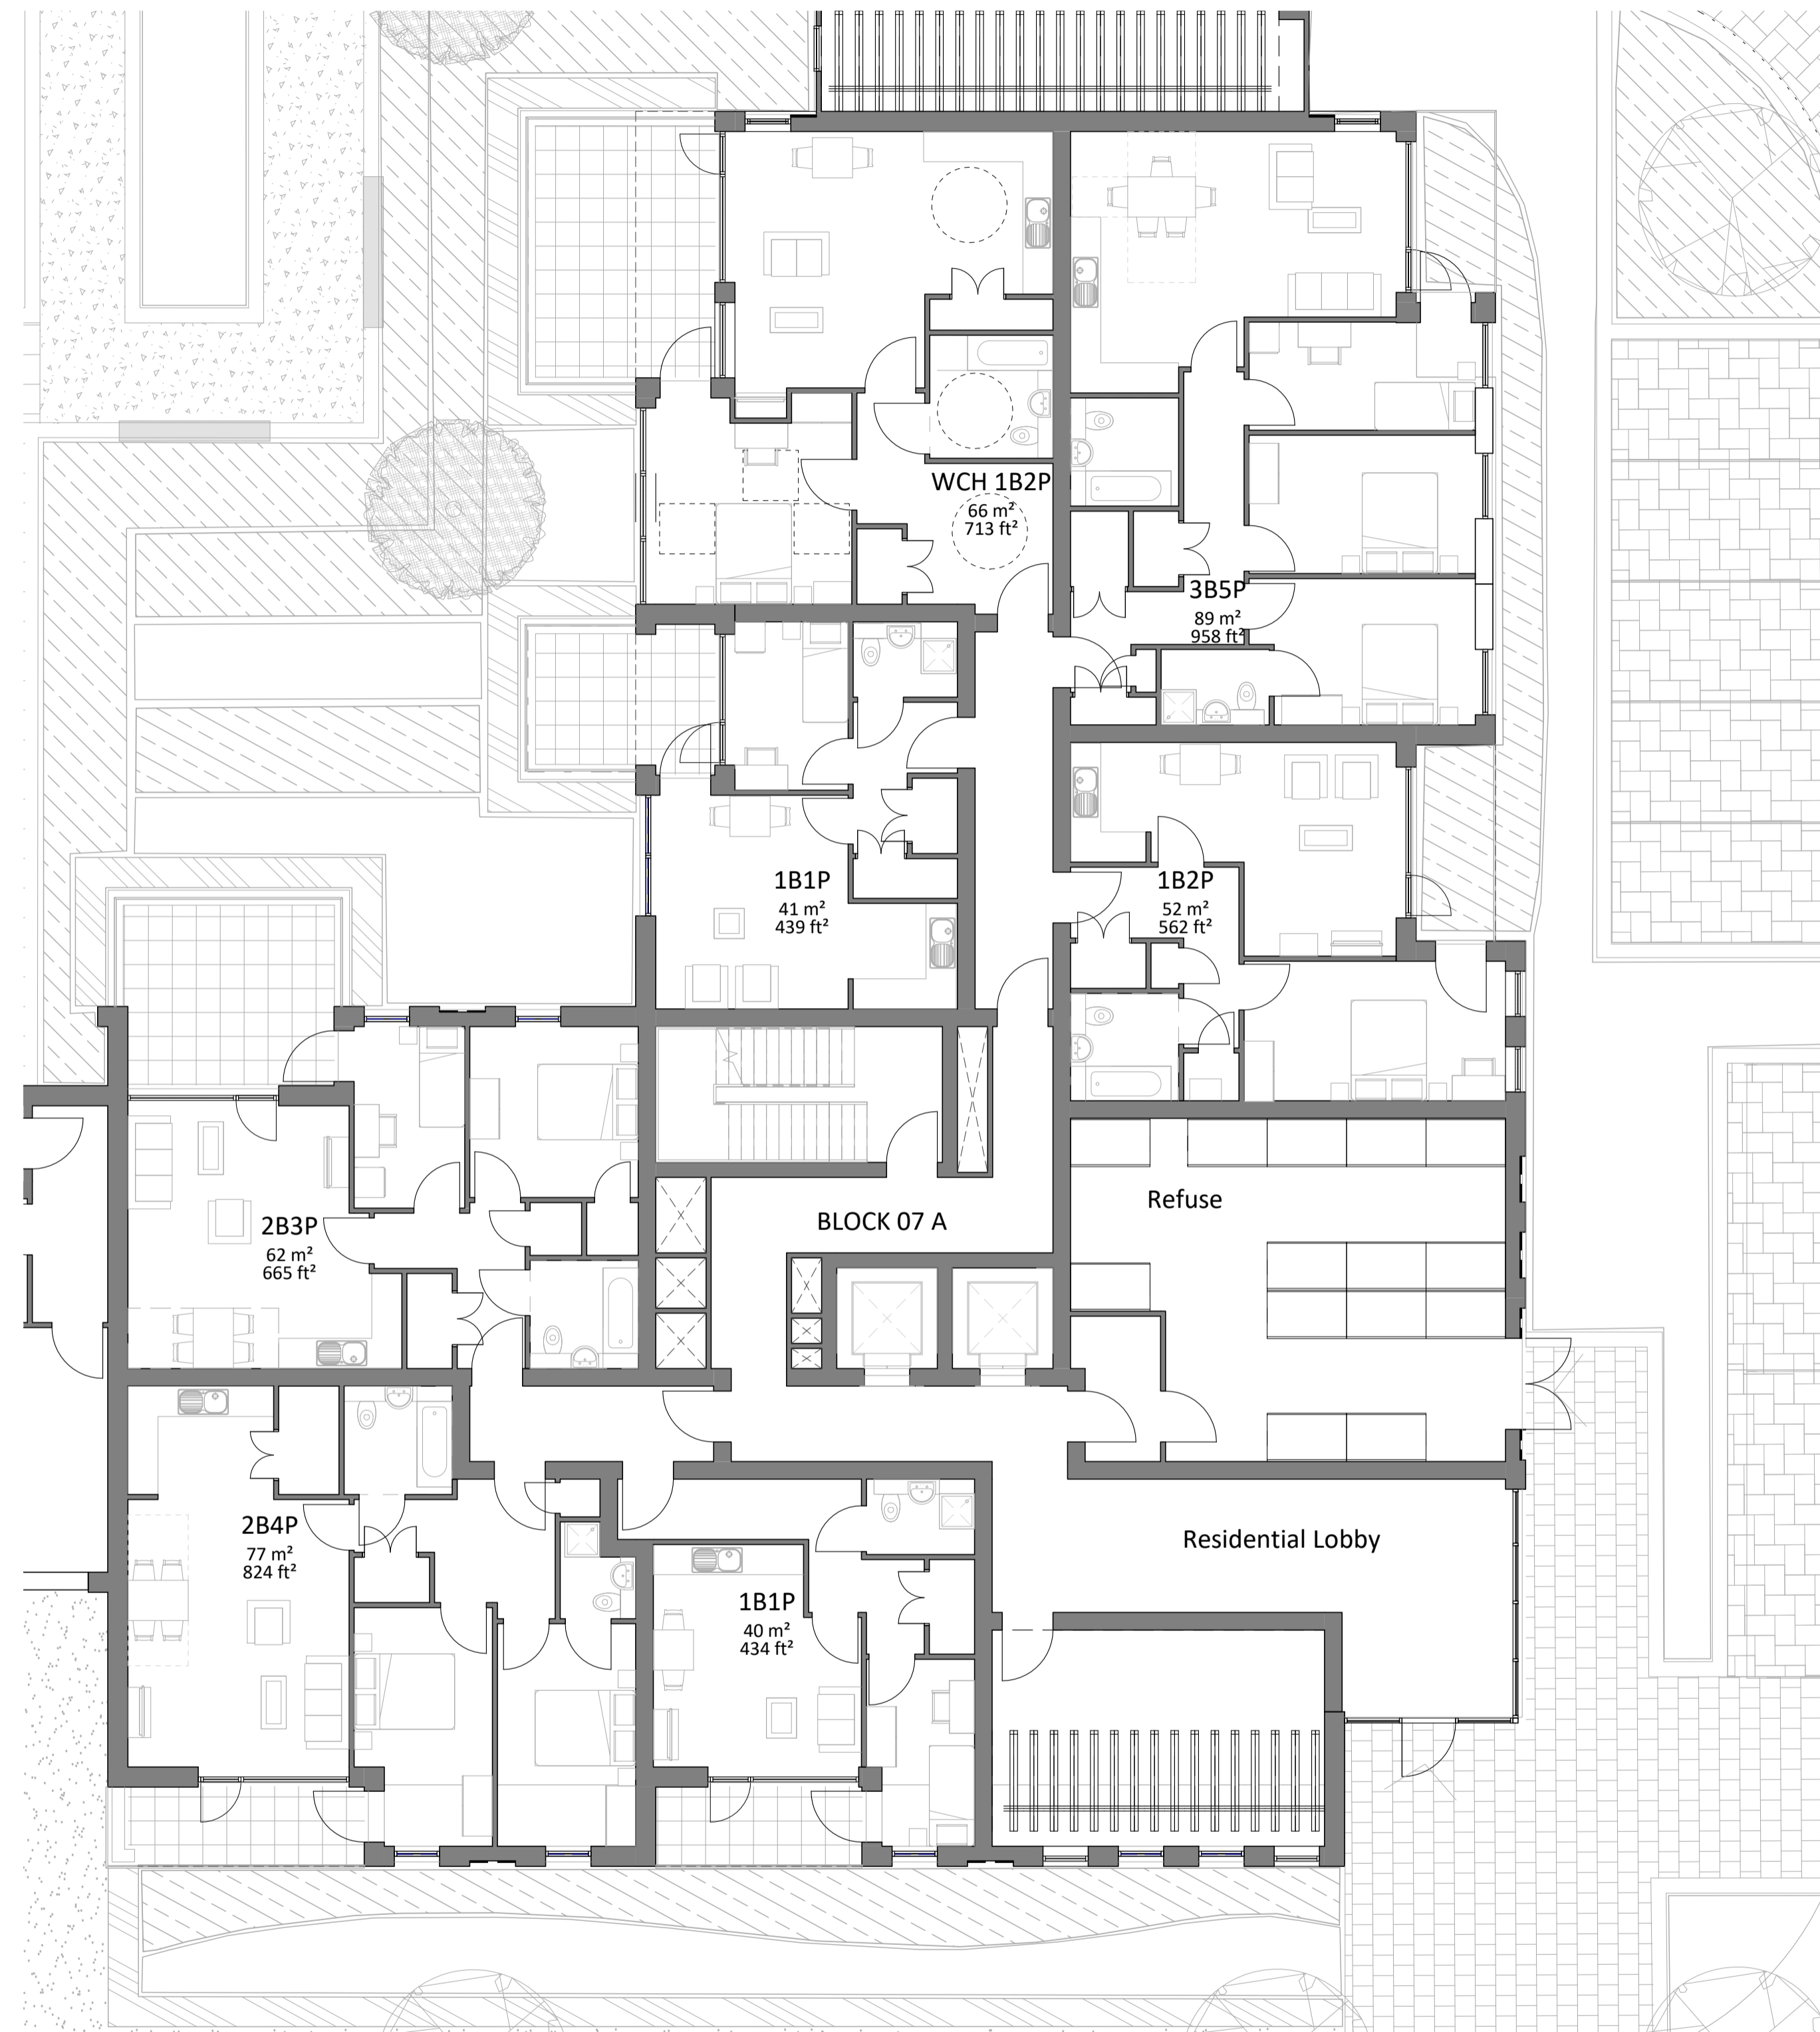 WCH 1B2P
66 m²
713 ft²
3B5P
89 m²
958 ft²
1B1P
41 m²
439 ft²
1B2P
52 m²
562 ft²
Refuse
BLOCK 07 A
2B3P
62 m²
665 ft²
2B4P
77 m²
824 ft²
Residential Lobby
1B1P
40 m²
434 ft²